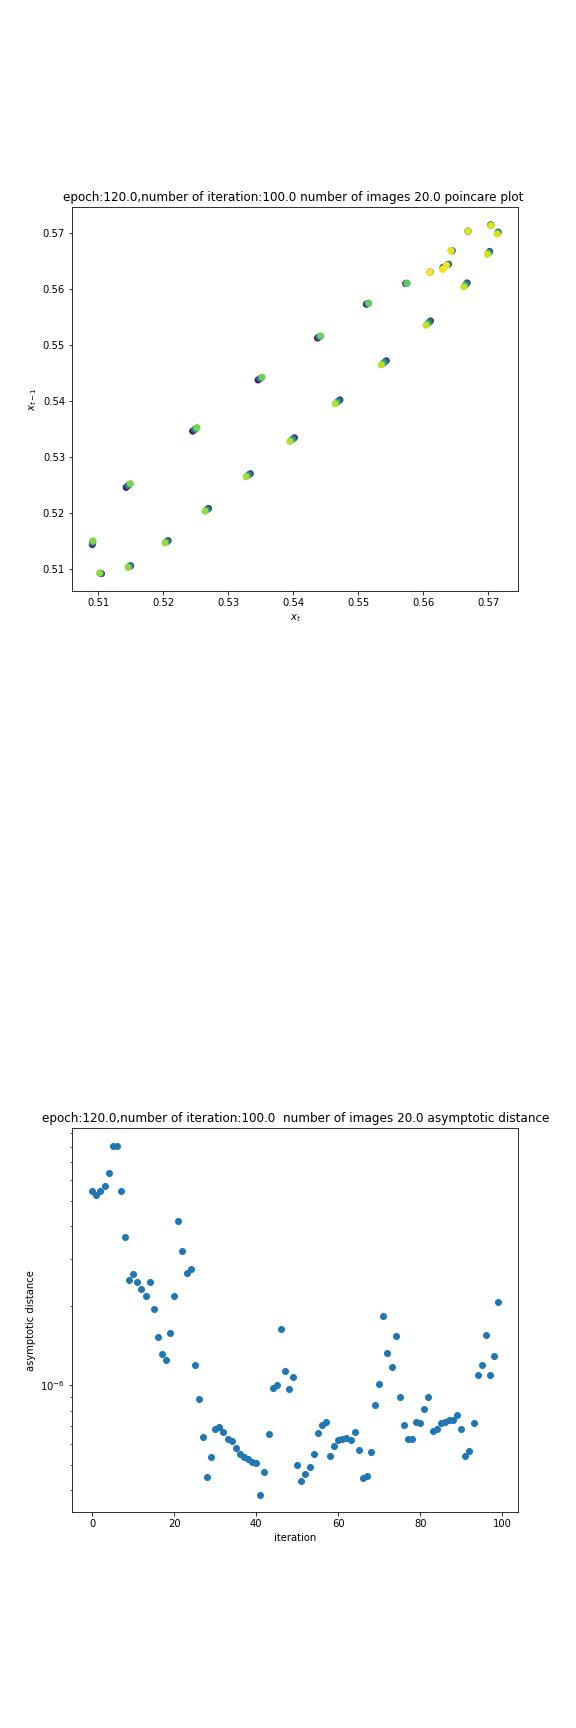 epoch:120.0,number of iteration:100.0 number of images 20.0 poincare plot
0.57
0.56
0.55
0.54
0.53
0.52
0.51
x_{t-1}
0.51 0.52 0.53 0.54 0.55 0.56 0.57
x_t
epoch:120.0,number of iteration:100.0  number of images 20.0 asymptotic distance
asymptotic distance
10^{-6}
0 20 40 60 80 100
iteration